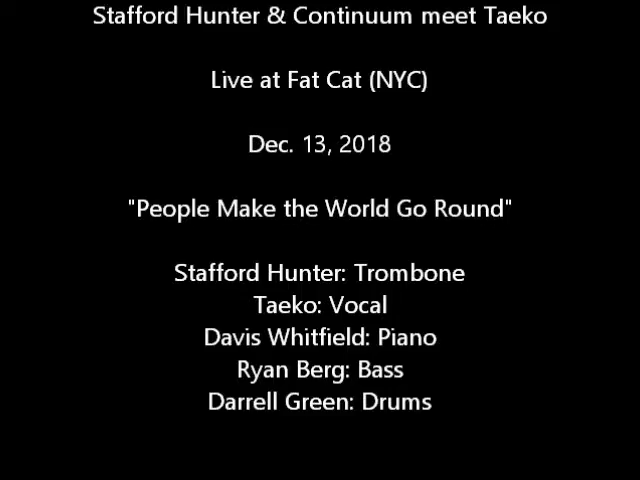 Stafford Hunter & Continuum meet Taeko
Live at Fat Cat (NYC)
Dec. 13, 2018
"People Make the World Go Round"
Stafford Hunter: Trombone
Taeko: Vocal
Davis Whitfield: Piano
Ryan Berg: Bass
Darrell Green: Drums